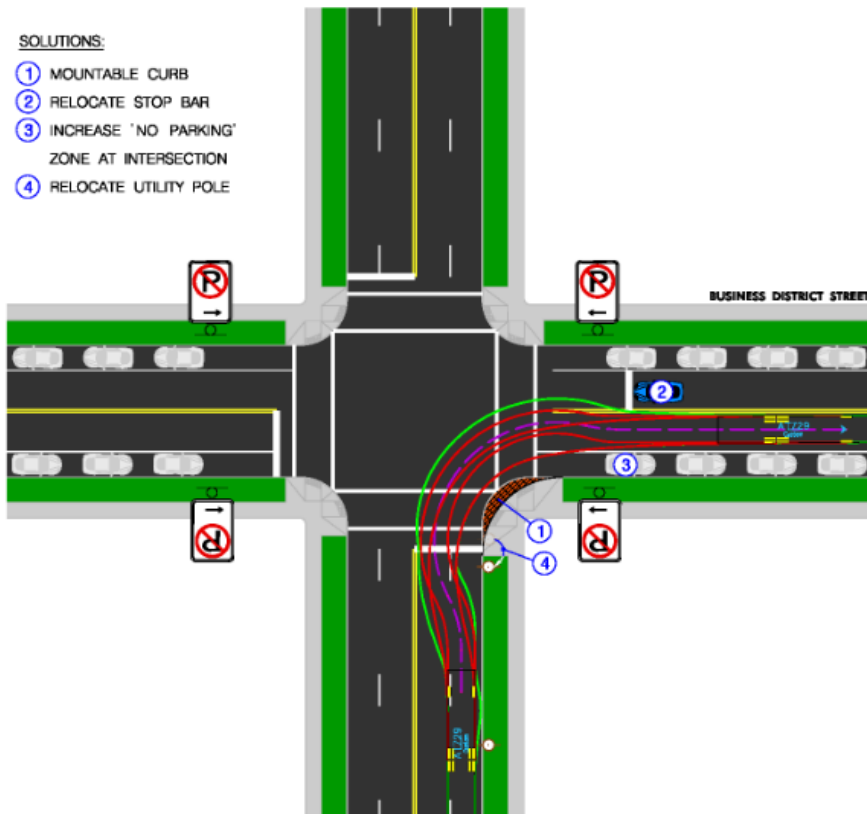 SOLUTIONS:
1 MOUNTABLE CURB
2 RELOCATE STOP BAR
3 INCREASE 'NO PARKING'
ZONE AT INTERSECTION
4 RELOCATE UTILITY POLE
P
P
BUSINESS DISTRICT STREET
2
3
1
P
P
4